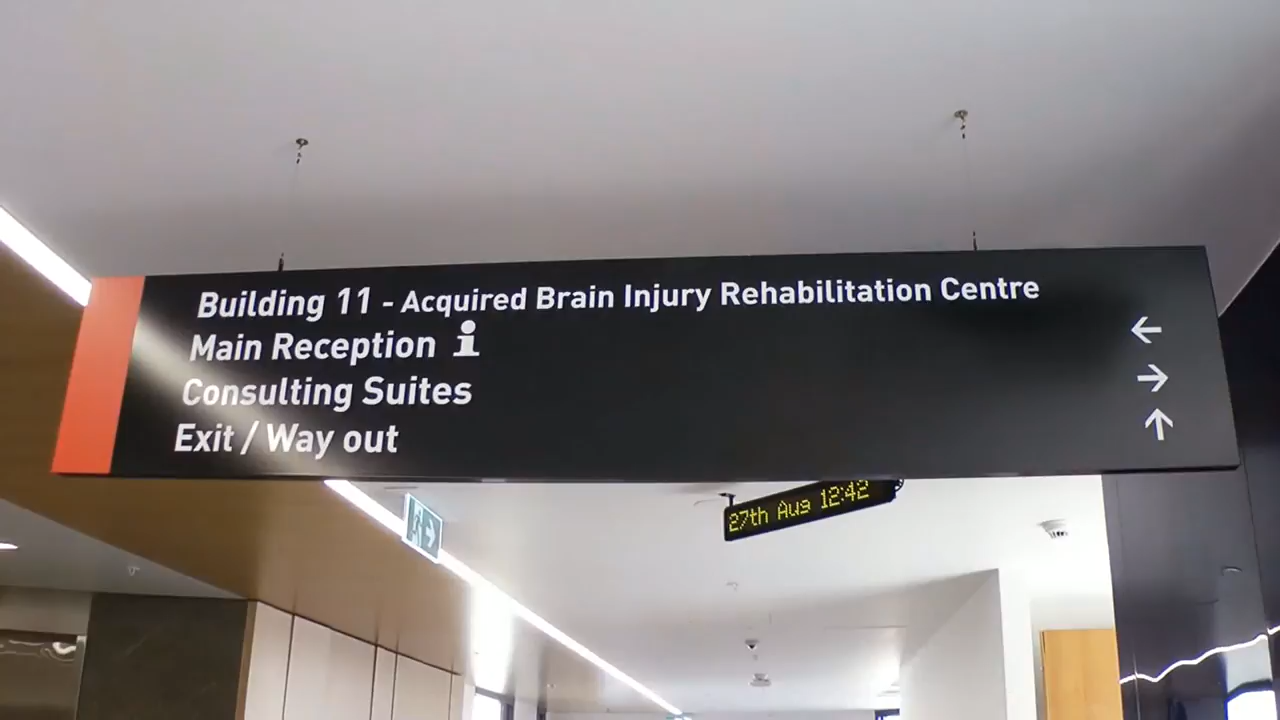 Building 11 - Acquired Brain Injury Rehabilitation Centre
Main Reception i
Consulting Suites
Exit / Way out
27th Aug 12:42